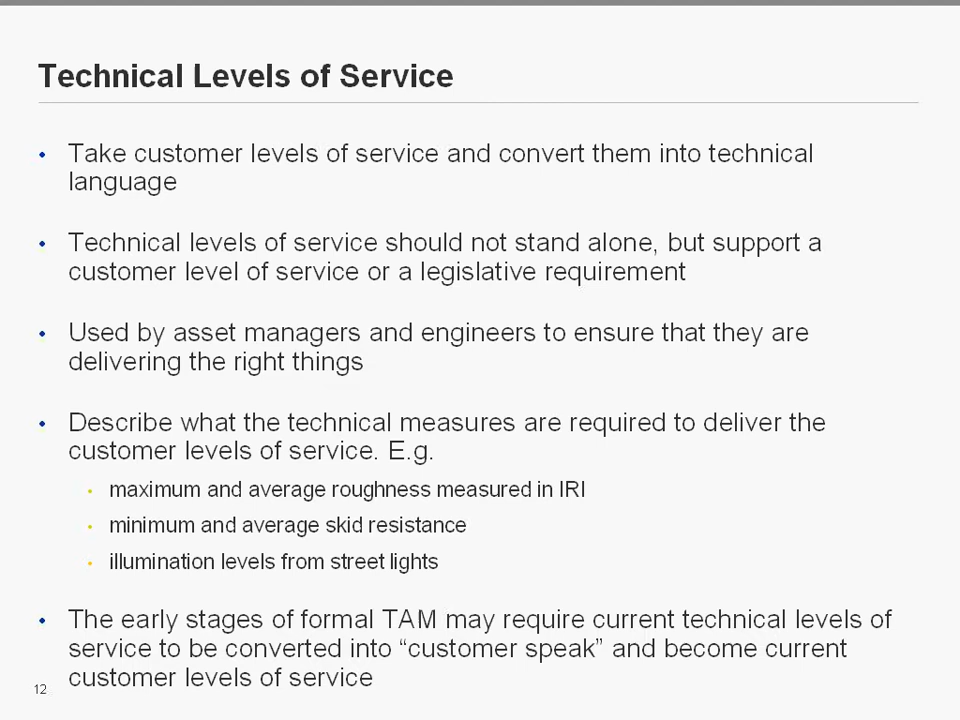 Technical Levels of Service
• Take customer levels of service and convert them into technical
language
• Technical levels of service should not stand alone, but support a
customer level of service or a legislative requirement
• Used by asset managers and engineers to ensure that they are
delivering the right things
• Describe what the technical measures are required to deliver the
customer levels of service. E.g.
• maximum and average roughness measured in IRI
• minimum and average skid resistance
• illumination levels from street lights
• The early stages of formal TAM may require current technical levels of
service to be converted into “customer speak” and become current
customer levels of service
12